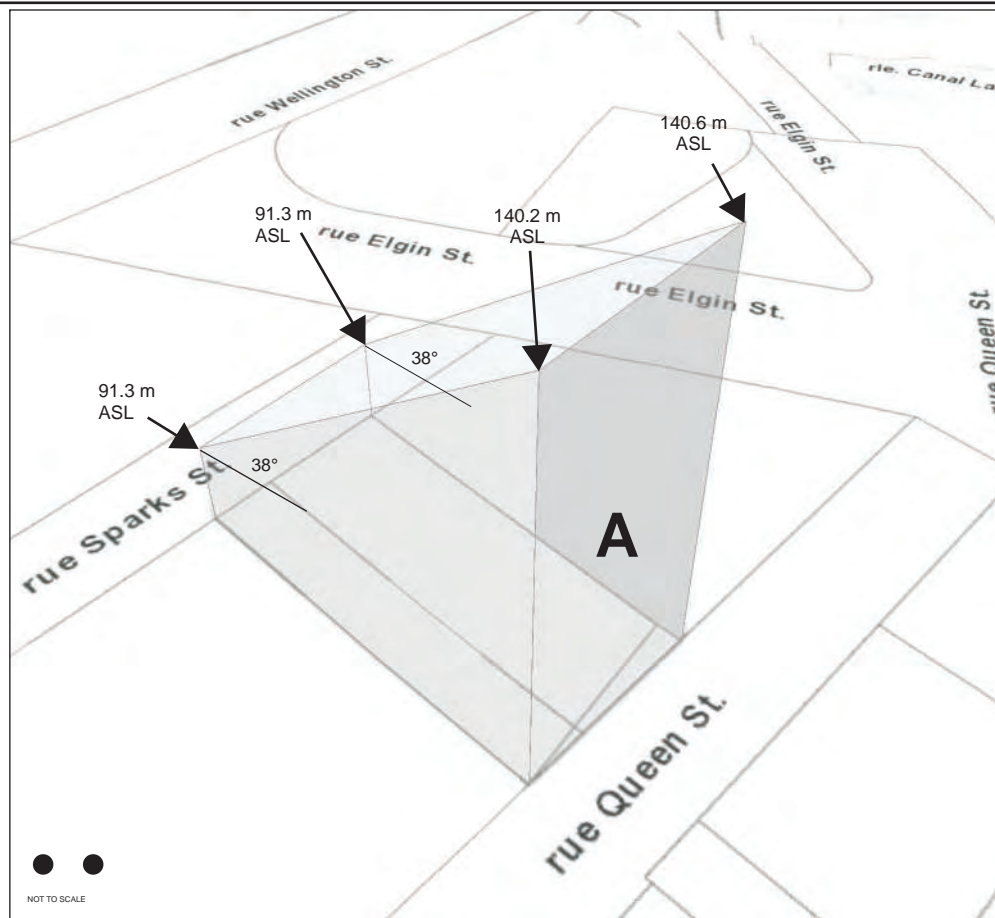 rue Wellington St.
rle. Canal La
rue Elgin St.
140.6 m
ASL
91.3 m
ASL
140.2 m
ASL
rue Elgin St.
rue Elgin St.
rue Queen St.
38°
91.3 m
ASL
38°
rue Sparks St.
A
rue Queen St.
NOT TO SCALE